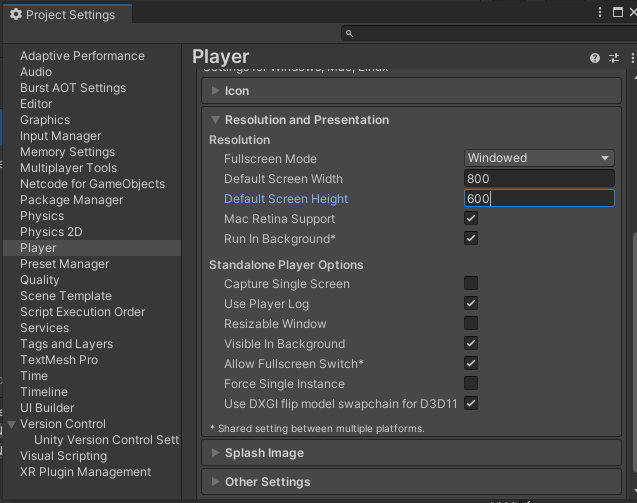 Project Settings
Adaptive Performance
Audio
Burst AOT Settings
Editor
Graphics
Input Manager
Memory Settings
Multiplayer Tools
Netcode for GameObjects
Package Manager
Physics
Physics 2D
Player
Preset Manager
Quality
Scene Template
Script Execution Order
Services
Tags and Layers
TextMesh Pro
Time
Timeline
UI Builder
Version Control
Unity Version Control Sett
Visual Scripting
XR Plugin Management
Player
Settings for Windows, Mac, Linux
Icon
Resolution and Presentation
Resolution
Fullscreen Mode Windowed
Default Screen Width 800
Default Screen Height 600
Mac Retina Support
Run In Background*
Standalone Player Options
Capture Single Screen
Use Player Log
Resizable Window
Visible In Background
Allow Fullscreen Switch*
Force Single Instance
Use DXGI flip model swapchain for D3D11
* Shared setting between multiple platforms.
Splash Image
Other Settings